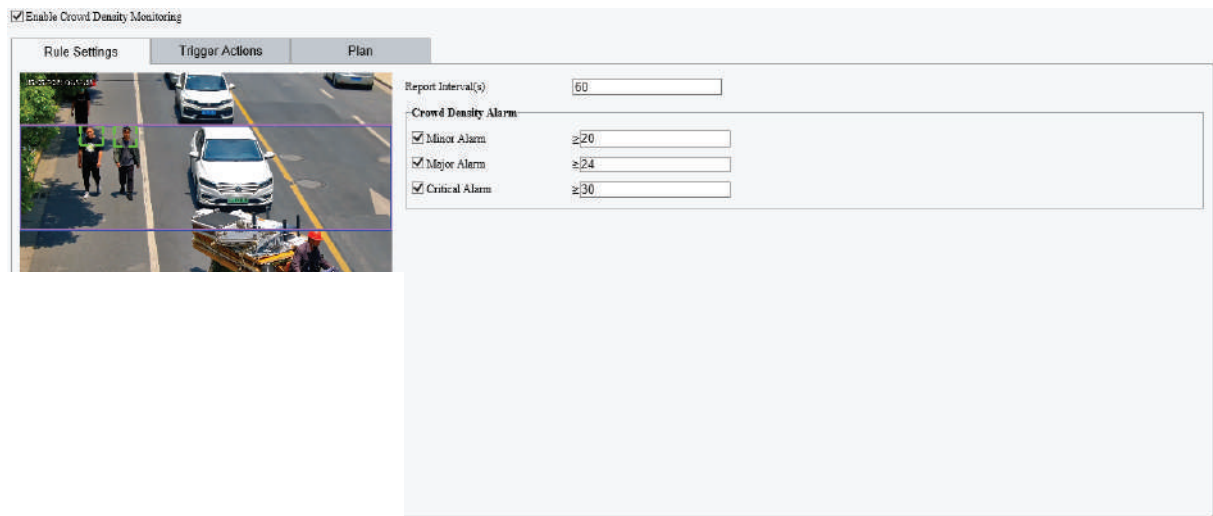 Enable Crowd Density Monitoring
Rule Settings
Trigger Actions
Plan
Report Interval(s)
60
Crowd Density Alarm
Minor Alarm
≥20
Major Alarm
≥24
Critical Alarm
≥30